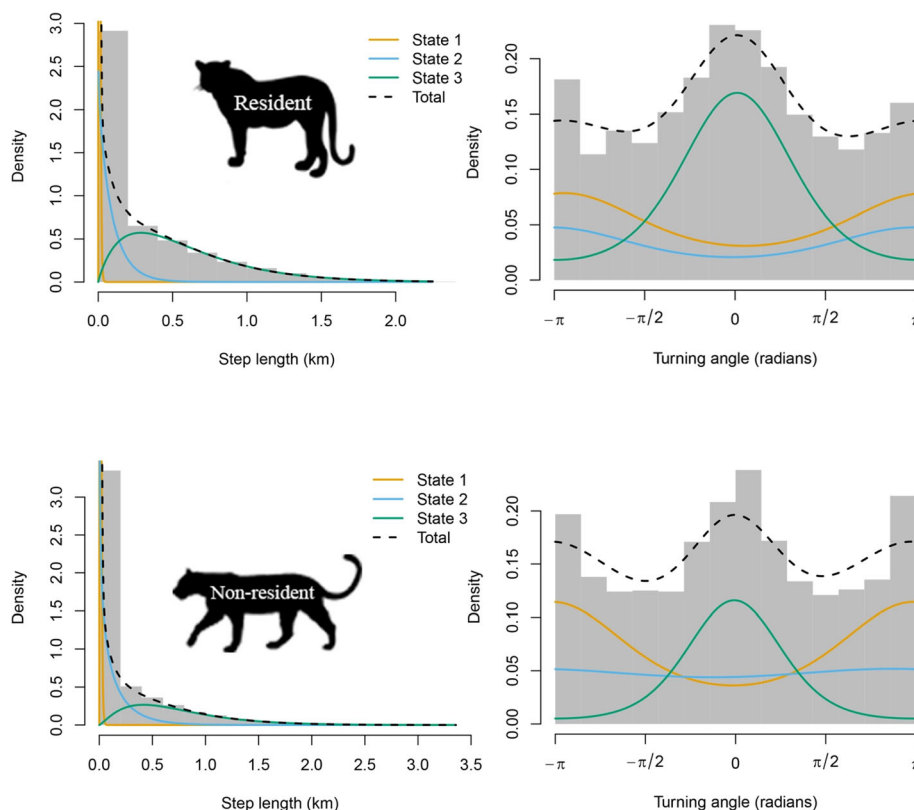 3.0
2.5
2.0
1.5
1.0
0.5
0.0
Density
State 1
State 2
State 3
Total
Resident
0.0 0.5 1.0 1.5 2.0
Step length (km)
0.20
0.15
0.10
0.05
0.00
Density
−π −π/2 0 π/2
Turning angle (radians)
3.0
2.5
2.0
1.5
1.0
0.5
0.0
Density
State 1
State 2
State 3
Total
Non-resident
0.0 0.5 1.0 1.5 2.0 2.5 3.0 3.5
Step length (km)
0.20
0.15
0.10
0.05
0.00
Density
−π −π/2 0 π/2
Turning angle (radians)